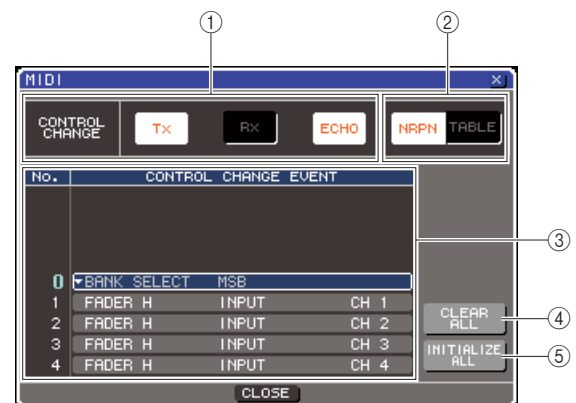 ① ②
MIDI ×
CONTROL CHANGE Tx Rx ECHO NRPN TABLE
No. CONTROL CHANGE EVENT
③
0 BANK SELECT MSB
1 FADER H INPUT CH 1
2 FADER H INPUT CH 2
3 FADER H INPUT CH 3
4 FADER H INPUT CH 4
CLEAR ALL ④
INITIALIZE ALL ⑤
CLOSE